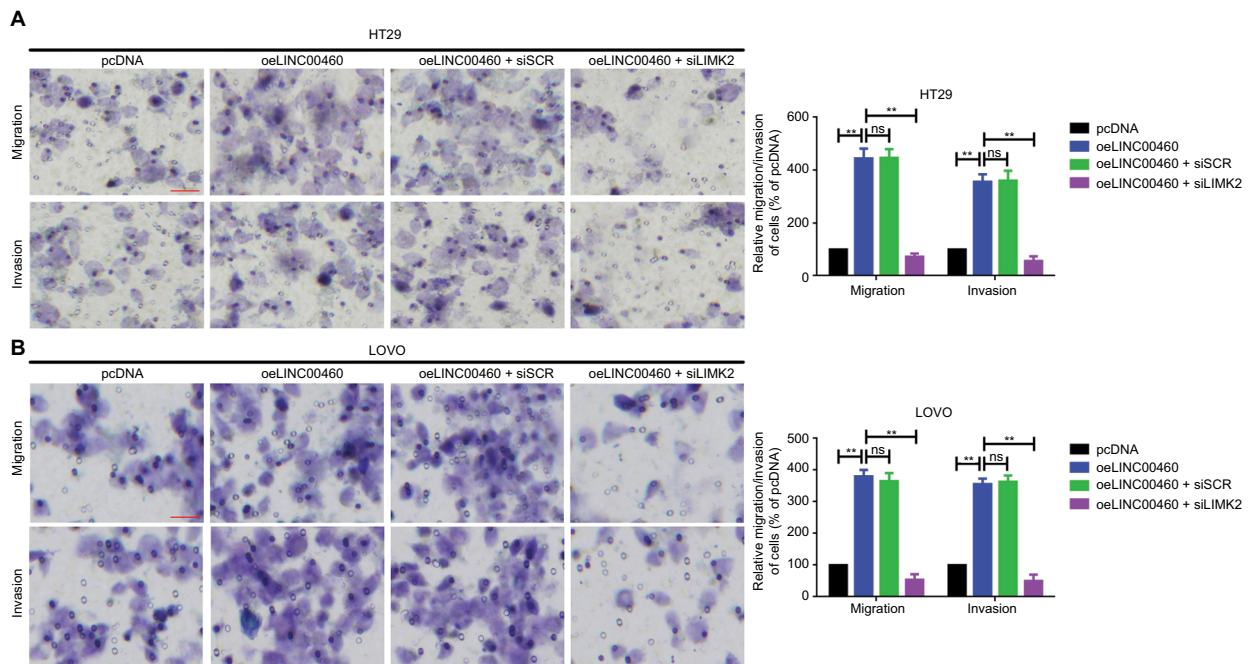 A
HT29
pcDNA
oeLINC00460
oeLINC00460 + siSCR
oeLINC00460 + siLIMK2
Migration
Invasion
HT29
Relative migration/invasion
of cells (% of pcDNA)
600
400
200
0
**
ns
**
**
ns
**
Migration
Invasion
pcDNA
oeLINC00460
oeLINC00460 + siSCR
oeLINC00460 + siLIMK2
B
LOVO
pcDNA
oeLINC00460
oeLINC00460 + siSCR
oeLINC00460 + siLIMK2
Migration
Invasion
LOVO
Relative migration/invasion
of cells (% of pcDNA)
500
400
300
200
100
0
**
ns
**
**
ns
**
Migration
Invasion
pcDNA
oeLINC00460
oeLINC00460 + siSCR
oeLINC00460 + siLIMK2